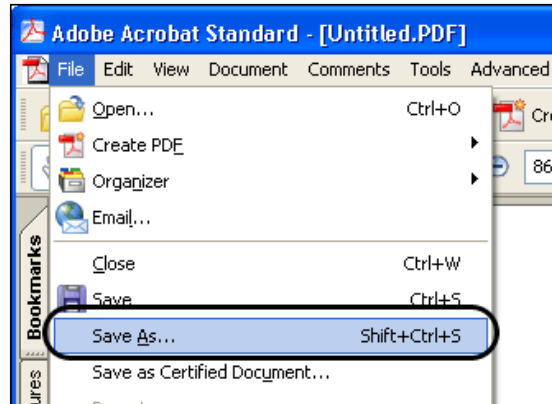 Adobe Acrobat Standard - [Untitled.PDF]
File Edit View Document Comments Tools Advanced
Open... Ctrl+O
Create PDF
86
Organizer
Email...
Close Ctrl+W
Save Ctrl+S
Save As... Shift+Ctrl+S
Save as Certified Document...
Bookmarks